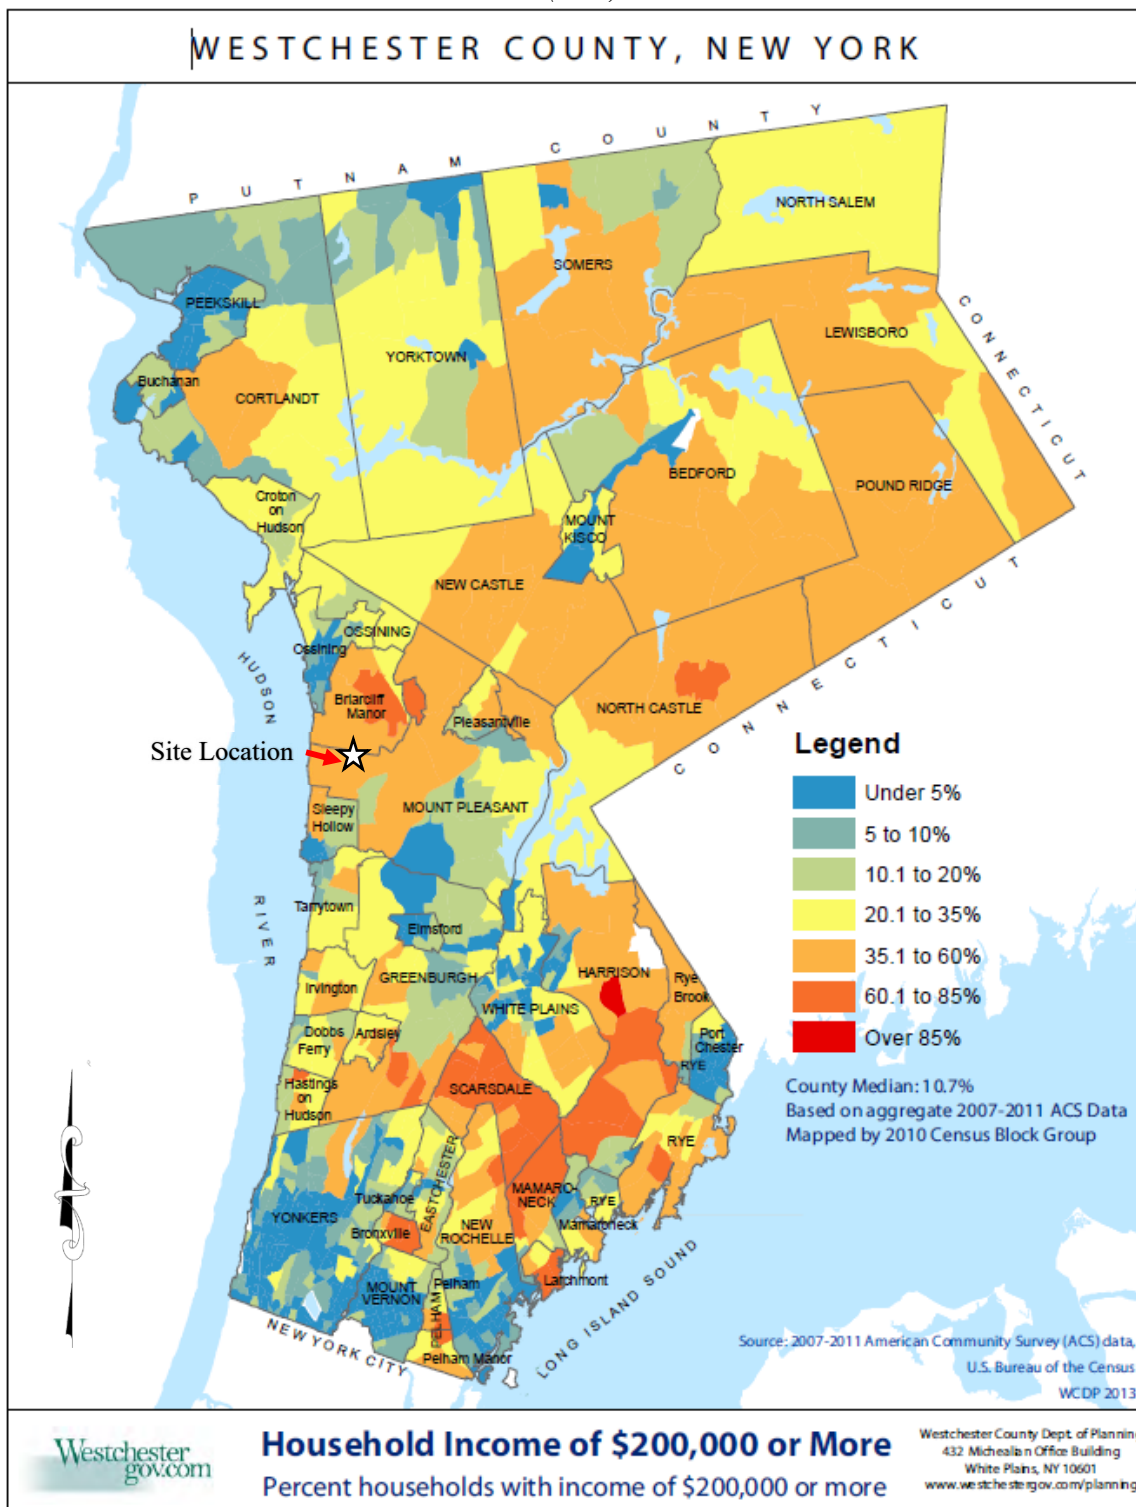 WESTCHESTER COUNTY, NEW YORK
PUTNAM COUNTY
NORTH SALEM
SOMERS
PEEKSKILL
LEWISBORO
CONNECTICUT
YORKTOWN
Buchanan
CORTLANDT
BEDFORD
POUND RIDGE
Croton
on
Hudson
MOUNT
KISCO
NEW CASTLE
CONNECTICUT
OSSINING
Ossining
HUDSON
Briarcliff
Manor
NORTH CASTLE
Pleasantville
Site Location
Legend
Under 5%
5 to 10%
10.1 to 20%
20.1 to 35%
35.1 to 60%
60.1 to 85%
Over 85%
MOUNT PLEASANT
Sleepy
Hollow
RIVER
Tarrytown
Elmsford
GREENBURGH
HARRISON
Rye
Brook
Irvington
WHITE PLAINS
Dobbs
Ferry
Ardsley
Port
Chester
RYE
County Median: 10.7%
Based on aggregate 2007-2011 ACS Data
Mapped by 2010 Census Block Group
SCARSDALE
Hastings
on
Hudson
RYE
EASTCHESTER
Tuckahoe
MAMARO-
NECK
RYE
YONKERS
Bronxville
NEW
ROCHELLE
Mamaroneck
Larchmont
MOUNT
VERNON
Pelham
PELHAM
Pelham Manor
LONG ISLAND SOUND
NEW YORK CITY
Source: 2007-2011 American Community Survey (ACS) data,
U.S. Bureau of the Census
WCDP 2013
Westchester
gov.com
Household Income of $200,000 or More
Percent households with income of $200,000 or more
Westchester County Dept. of Planning
432 Michealian Office Building
White Plains, NY 10601
www.westchestergov.com/planning